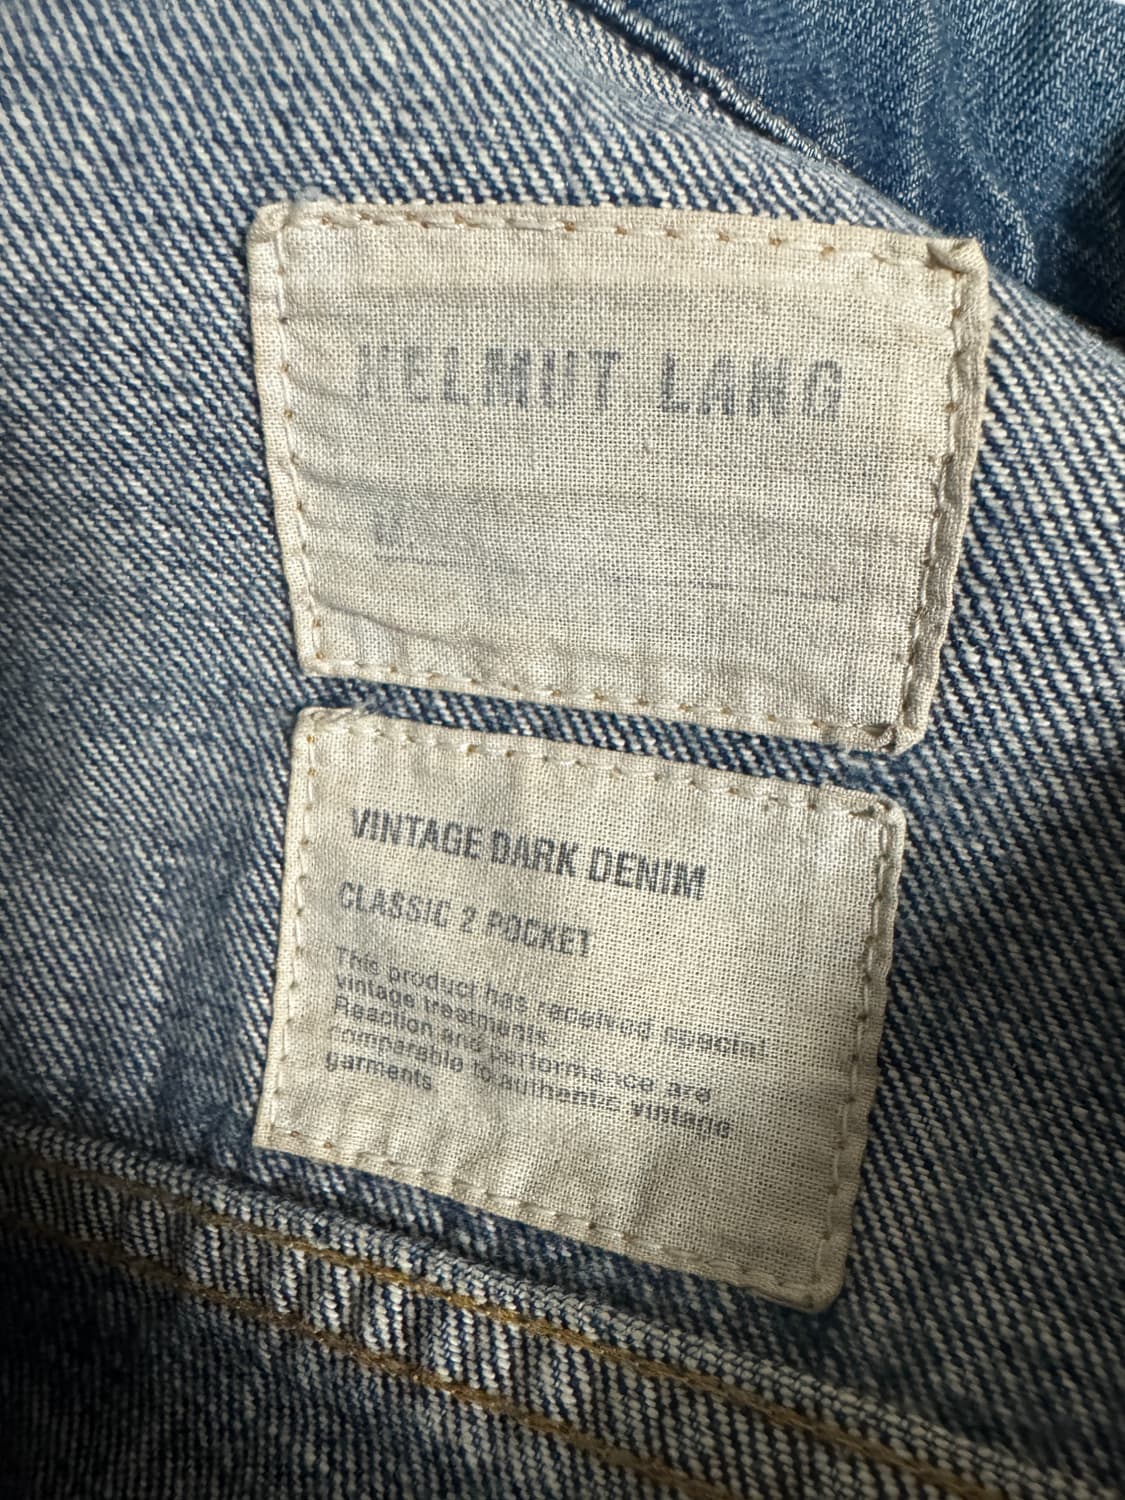 HELMUT LANG
VINTAGE DARK DENIM
CLASSIC 2 POCKET
This product has received special
vintage treatments.
Reaction and performance are
comparable to authentic vintage
garments.